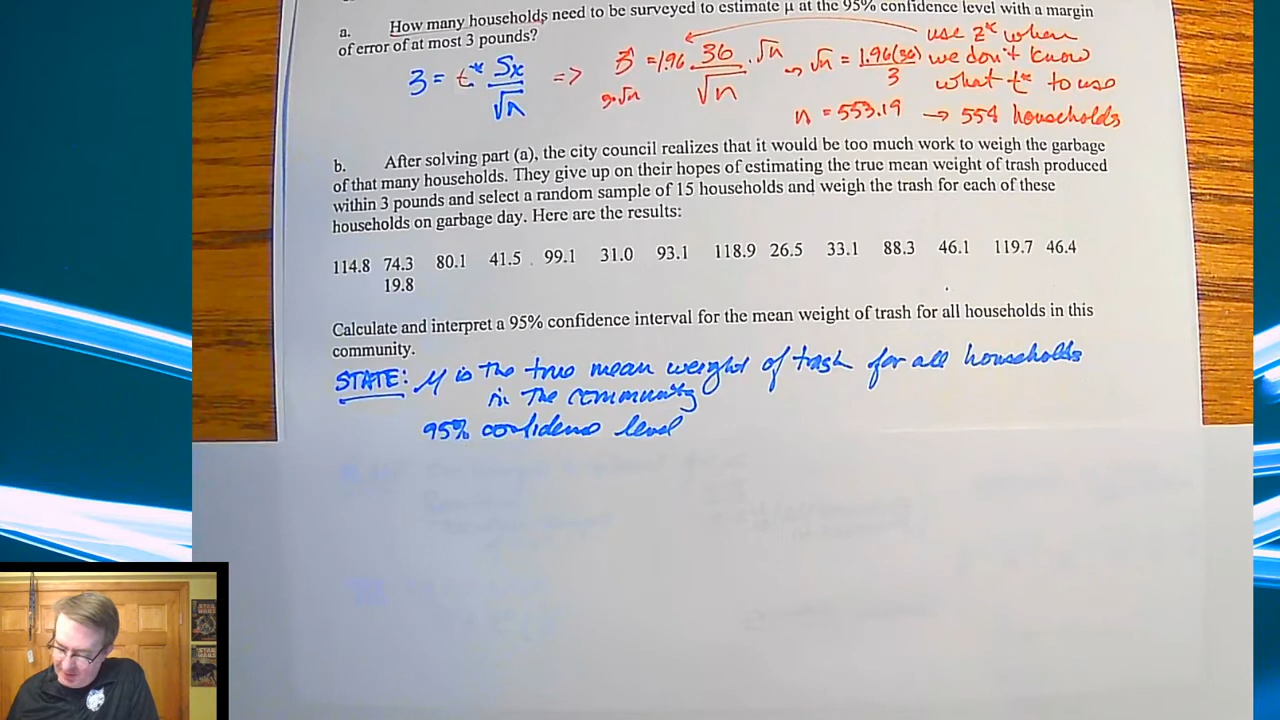 a. How many households need to be surveyed to estimate μ at the 95% confidence level with a margin
of error of at most 3 pounds?
use z* when
we don't know
what t* to use
3 = t* Sx/√n => 3 = 1.96 36/√n · √n → √n = 1.96(36)/3
3·√n
n = 553.19 → 554 households
b. After solving part (a), the city council realizes that it would be too much work to weigh the garbage
of that many households. They give up on their hopes of estimating the true mean weight of trash produced
within 3 pounds and select a random sample of 15 households and weigh the trash for each of these
households on garbage day. Here are the results:
114.8 74.3 80.1 41.5 99.1 31.0 93.1 118.9 26.5 33.1 88.3 46.1 119.7 46.4
19.8
Calculate and interpret a 95% confidence interval for the mean weight of trash for all households in this
community.
STATE: μ is the true mean weight of trash for all households
in the community
95% confidence level
STAR WARS
STAR WARS